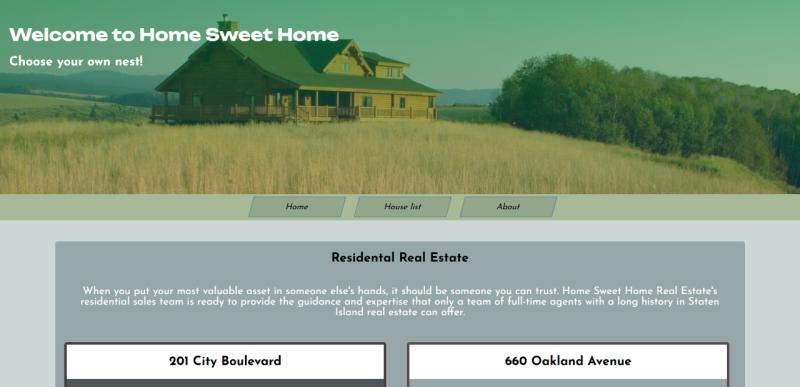 Welcome to Home Sweet Home
Choose your own nest!
Home House list About
Residental Real Estate
When you put your most valuable asset in someone else's hands, it should be someone you can trust. Home Sweet Home Real Estate's
residential sales team is ready to provide the guidance and expertise that only a team of full-time agents with a long history in Staten
Island real estate can offer.
201 City Boulevard 660 Oakland Avenue